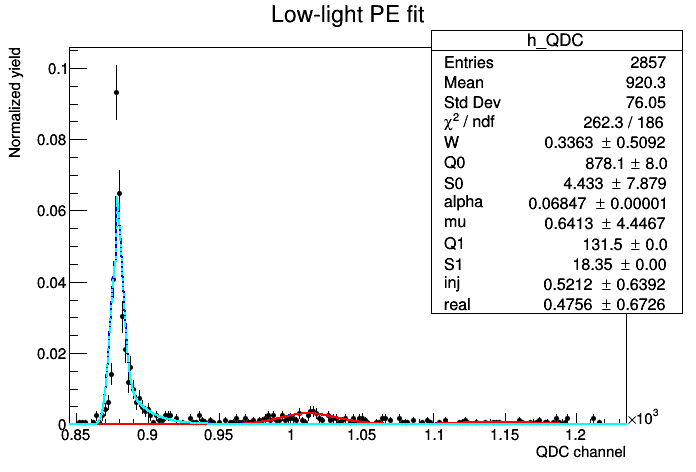 Low-light PE fit
h_QDC
Entries 2857
Mean 920.3
Std Dev 76.05
χ² / ndf 262.3 / 186
W 0.3363 ± 0.5092
Q0 878.1 ± 8.0
S0 4.433 ± 7.879
alpha 0.06847 ± 0.00001
mu 0.6413 ± 4.4467
Q1 131.5 ± 0.0
S1 18.35 ± 0.00
inj 0.5212 ± 0.6392
real 0.4756 ± 0.6726
Normalized yield
0.1
0.08
0.06
0.04
0.02
0
0.85 0.9 0.95 1 1.05 1.1 1.15 1.2 ×10³
QDC channel